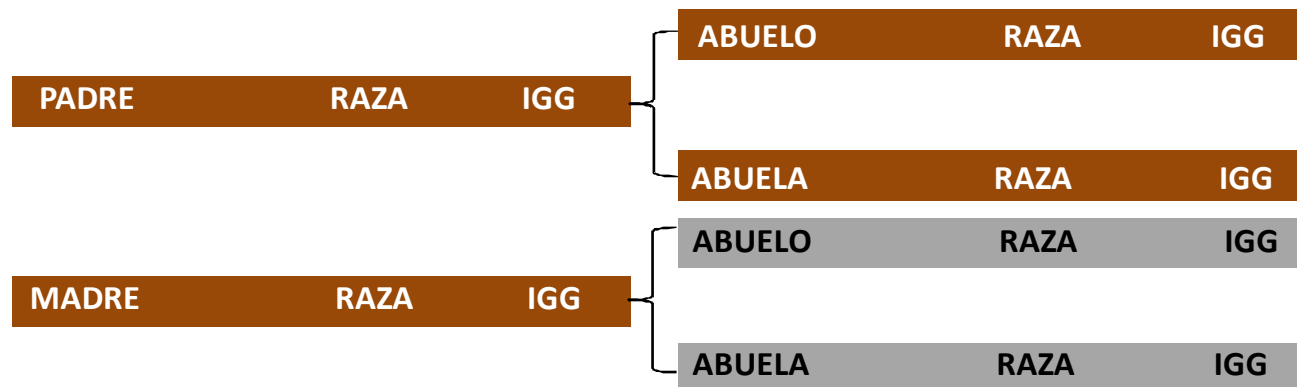 ABUELO RAZA IGG
PADRE RAZA IGG
ABUELA RAZA IGG
ABUELO RAZA IGG
MADRE RAZA IGG
ABUELA RAZA IGG